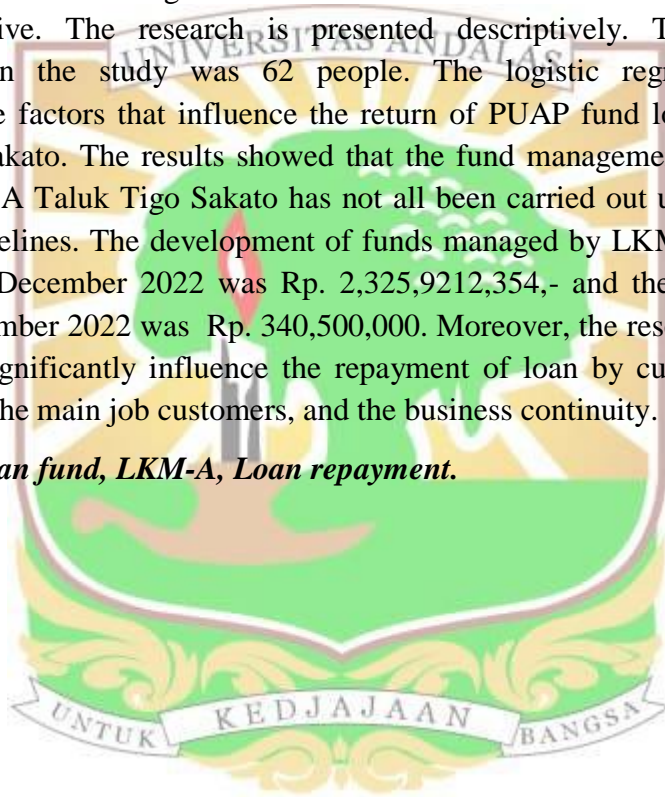 ive. The research is presented descriptively. T
UNIVERSITAS ANDALAS
n the study was 62 people. The logistic regr
e factors that influence the return of PUAP fund lo
akato. The results showed that the fund manageme
A Taluk Tigo Sakato has not all been carried out u
elines. The development of funds managed by LKM
December 2022 was Rp. 2,325,9212,354,- and the
mber 2022 was Rp. 340,500,000. Moreover, the res
gnificantly influence the repayment of loan by cu
he main job customers, and the business continuity.
an fund, LKM-A, Loan repayment.
UNTUK KEDJAJAAN BANGSA